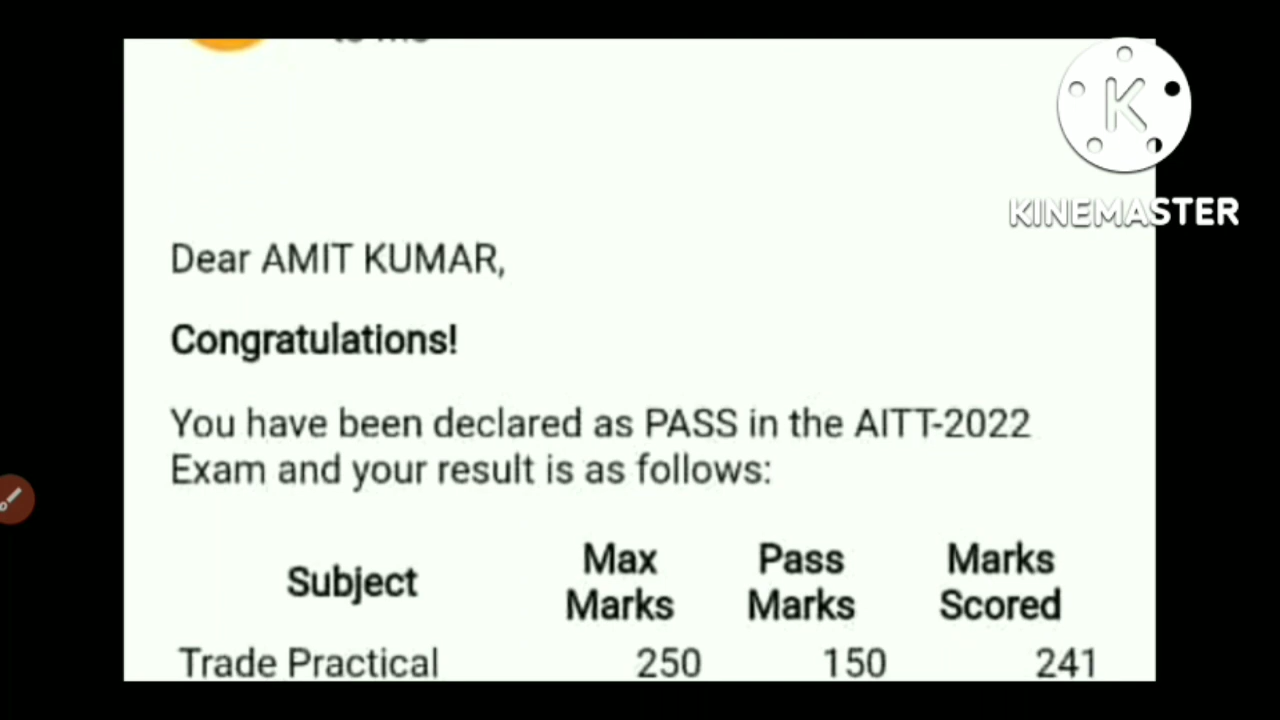 K
KINEMASTER
Dear AMIT KUMAR,
Congratulations!
You have been declared as PASS in the AITT-2022
Exam and your result is as follows:
Subject Max Marks Pass Marks Marks Scored
Trade Practical 250 150 241